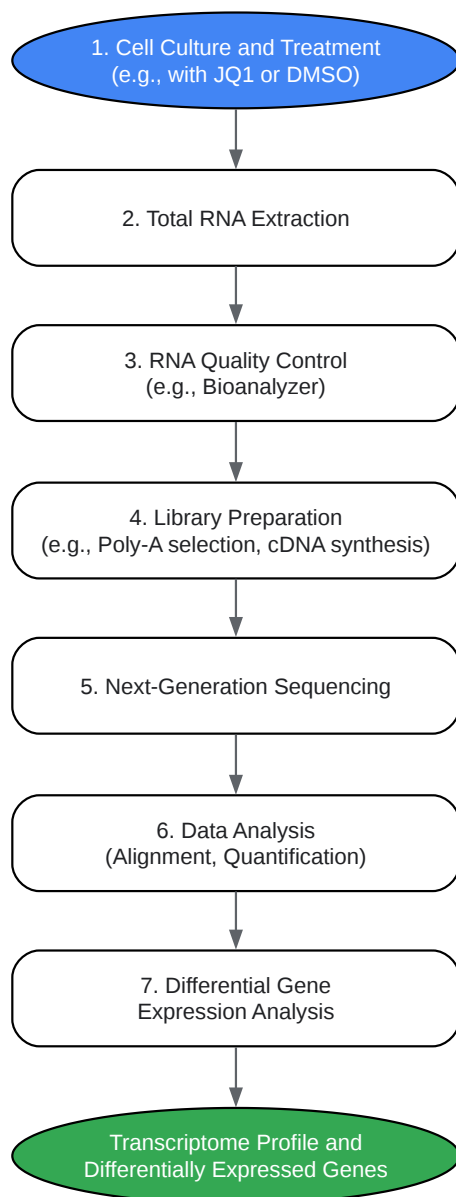 1. Cell Culture and Treatment
(e.g., with JQ1 or DMSO)
2. Total RNA Extraction
3. RNA Quality Control
(e.g., Bioanalyzer)
4. Library Preparation
(e.g., Poly-A selection, cDNA synthesis)
5. Next-Generation Sequencing
6. Data Analysis
(Alignment, Quantification)
7. Differential Gene
Expression Analysis
Transcriptome Profile and
Differentially Expressed Genes